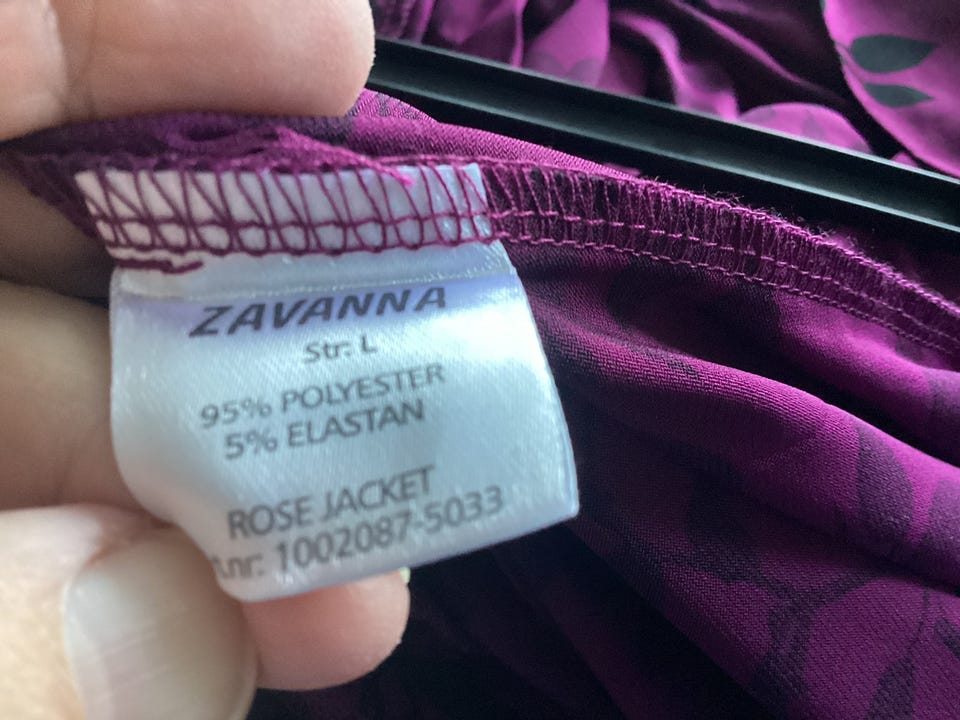 ZAVANNA
Str: L
95% POLYESTER
5% ELASTAN
ROSE JACKET
nr: 1002087-5033